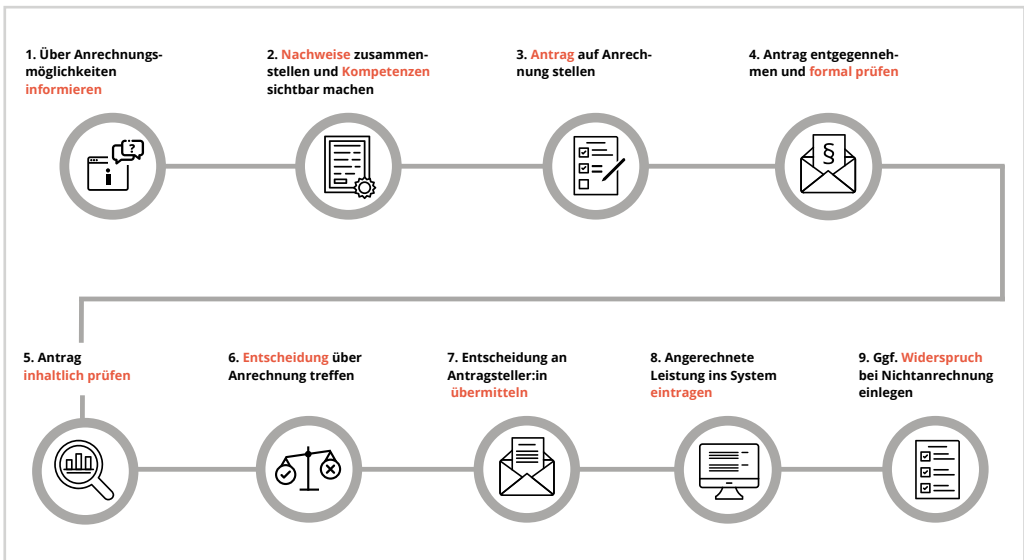 1. Über Anrechnungs-
möglichkeiten
informieren
2. Nachweise zusammen-
stellen und Kompetenzen
sichtbar machen
3. Antrag auf Anrech-
nung stellen
4. Antrag entgegenneh-
men und formal prüfen
?
i
§
5. Antrag
inhaltlich prüfen
6. Entscheidung über
Anrechnung treffen
7. Entscheidung an
Antragsteller:in
übermitteln
8. Angerechnete
Leistung ins System
eintragen
9. Ggf. Widerspruch
bei Nichtanrechnung
einlegen